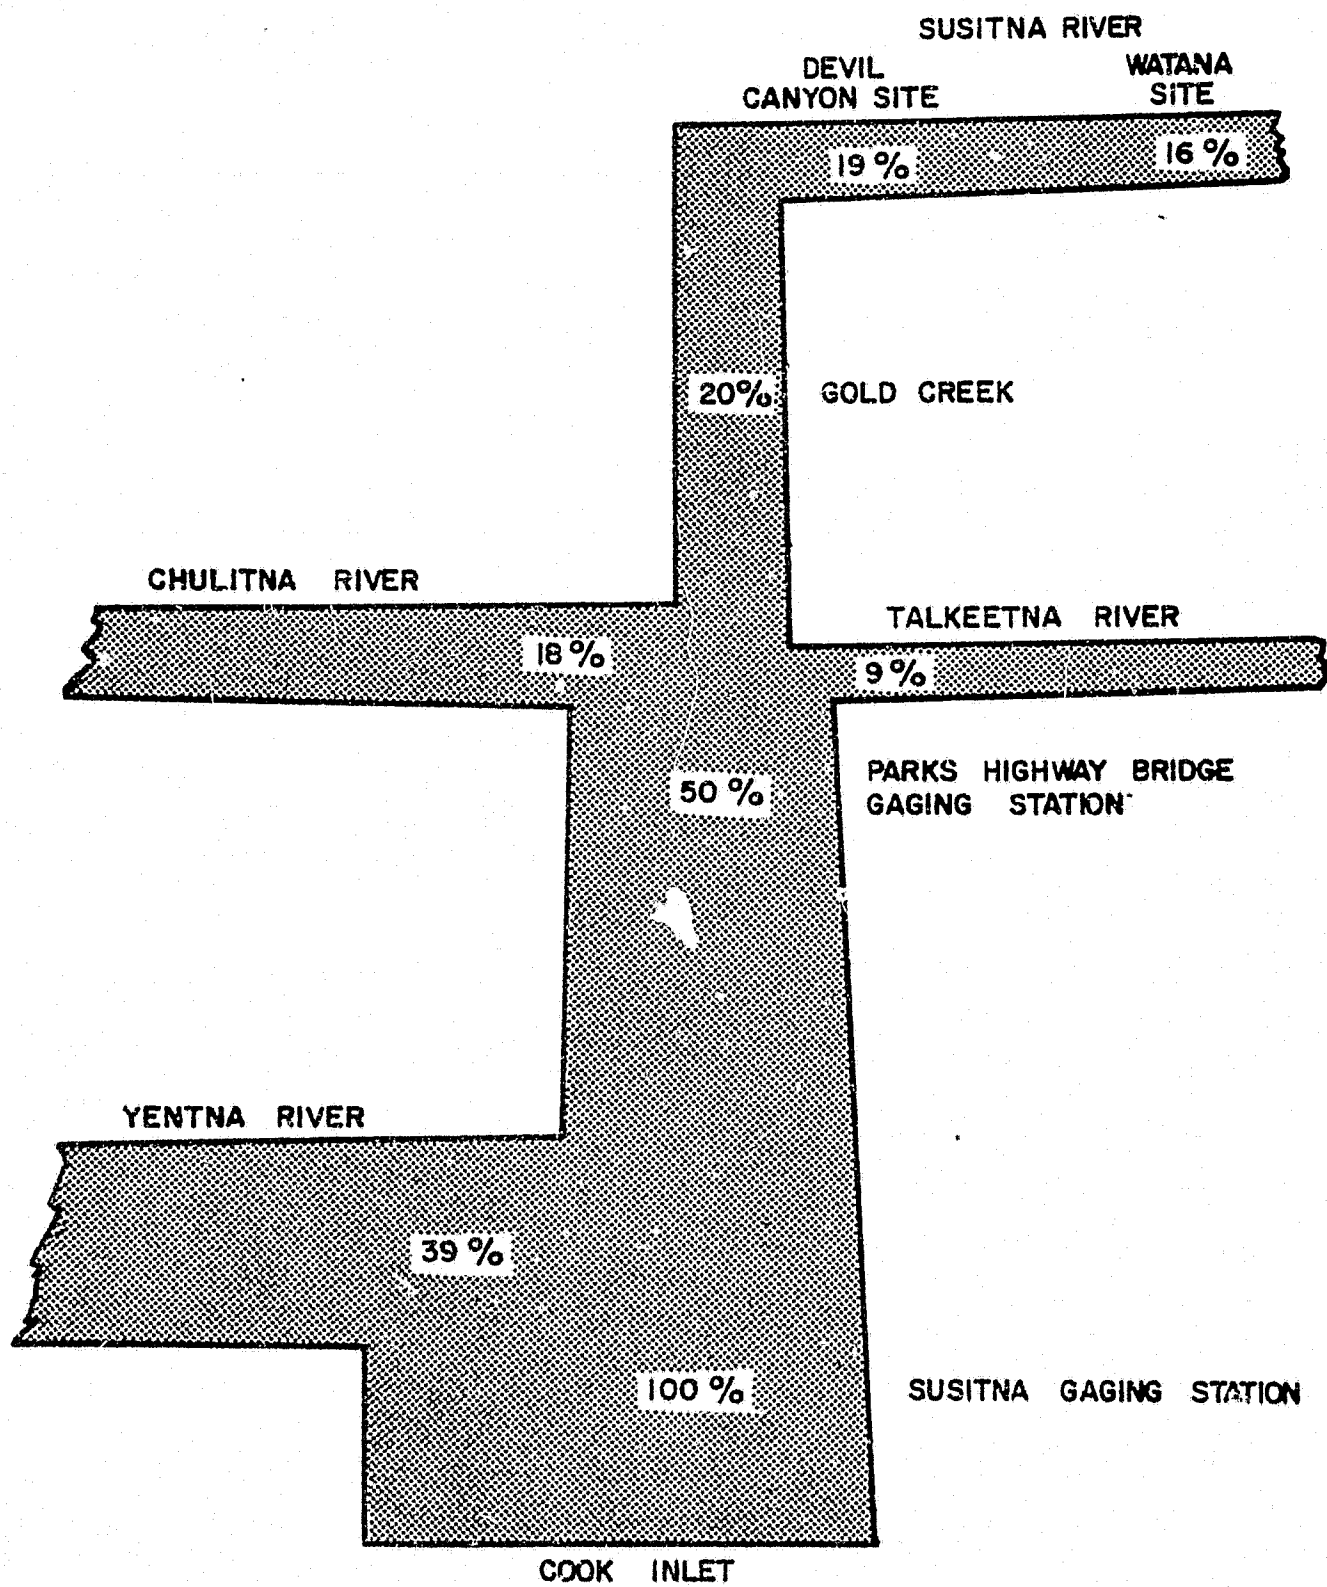 SUSITNA RIVER
DEVIL
CANYON SITE
WATANA
SITE
19%
16%
20%
GOLD CREEK
CHULITNA RIVER
TALKEETNA RIVER
18%
9%
PARKS HIGHWAY BRIDGE
GAGING STATION
50%
YENTNA RIVER
39%
100%
SUSITNA GAGING STATION
COOK INLET